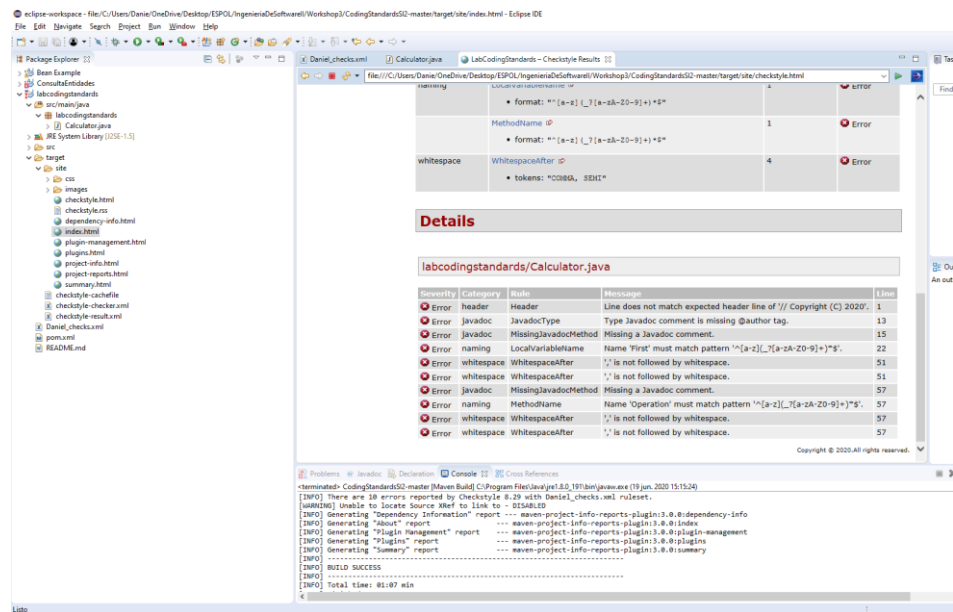 eclipse-workspace - file:/C:/Users/Danie/OneDrive/Desktop/ESPOL/IngenieriaDeSoftwareII/Workshop3/CodingStandardsSI2-master/target/site/index.html - Eclipse IDE
File Edit Navigate Search Project Run Window Help
Package Explorer
Daniel_checks.xml Calculator.java LabCodingStandards – Checkstyle Results
file:///C:/Users/Danie/OneDrive/Desktop/ESPOL/IngenieriaDeSoftwareII/Workshop3/CodingStandardsSI2-master/target/site/checkstyle.html
Bean Example
ConsultaEntidades
labcodingstandards
src/main/java
labcodingstandards
Calculator.java
JRE System Library [J2SE-1.5]
src
target
site
css
images
checkstyle.html
checkstyle.rss
dependency-info.html
index.html
plugin-management.html
plugins.html
project-info.html
project-reports.html
summary.html
checkstyle-cachefile
checkstyle-checker.xml
checkstyle-result.xml
Daniel_checks.xml
pom.xml
README.md
naming LocalVariableName 1 Error
format: "^[a-z](_?[a-zA-Z0-9]+)*$"
MethodName 1 Error
format: "^[a-z](_?[a-zA-Z0-9]+)*$"
whitespace WhitespaceAfter 4 Error
tokens: "COMMA, SEMI"
Details
labcodingstandards/Calculator.java
Severity Category Rule Message Line
Error header Header Line does not match expected header line of '// Copyright (C) 2020'. 1
Error javadoc JavadocType Type Javadoc comment is missing @author tag. 13
Error javadoc MissingJavadocMethod Missing a Javadoc comment. 15
Error naming LocalVariableName Name 'First' must match pattern '^[a-z](_?[a-zA-Z0-9]+)*$'. 22
Error whitespace WhitespaceAfter ',' is not followed by whitespace. 51
Error whitespace WhitespaceAfter ',' is not followed by whitespace. 51
Error javadoc MissingJavadocMethod Missing a Javadoc comment. 57
Error naming MethodName Name 'Operation' must match pattern '^[a-z](_?[a-zA-Z0-9]+)*$'. 57
Error whitespace WhitespaceAfter ',' is not followed by whitespace. 57
Error whitespace WhitespaceAfter ',' is not followed by whitespace. 57
Copyright © 2020.All rights reserved.
Tas
Find
Ou
An out
Problems Javadoc Declaration Console Cross References
<terminated> CodingStandardsSI2-master [Maven Build] C:\Program Files\Java\jre1.8.0_191\bin\javaw.exe (19 jun. 2020 15:15:24)
[INFO] There are 10 errors reported by Checkstyle 8.29 with Daniel_checks.xml ruleset.
[WARNING] Unable to locate Source XRef to link to - DISABLED
[INFO] Generating "Dependency Information" report --- maven-project-info-reports-plugin:3.0.0:dependency-info
[INFO] Generating "About" report --- maven-project-info-reports-plugin:3.0.0:index
[INFO] Generating "Plugin Management" report --- maven-project-info-reports-plugin:3.0.0:plugin-management
[INFO] Generating "Plugins" report --- maven-project-info-reports-plugin:3.0.0:plugins
[INFO] Generating "Summary" report --- maven-project-info-reports-plugin:3.0.0:summary
[INFO] ------------------------------------------------------------------------
[INFO] BUILD SUCCESS
[INFO] ------------------------------------------------------------------------
[INFO] Total time: 01:07 min
Listo